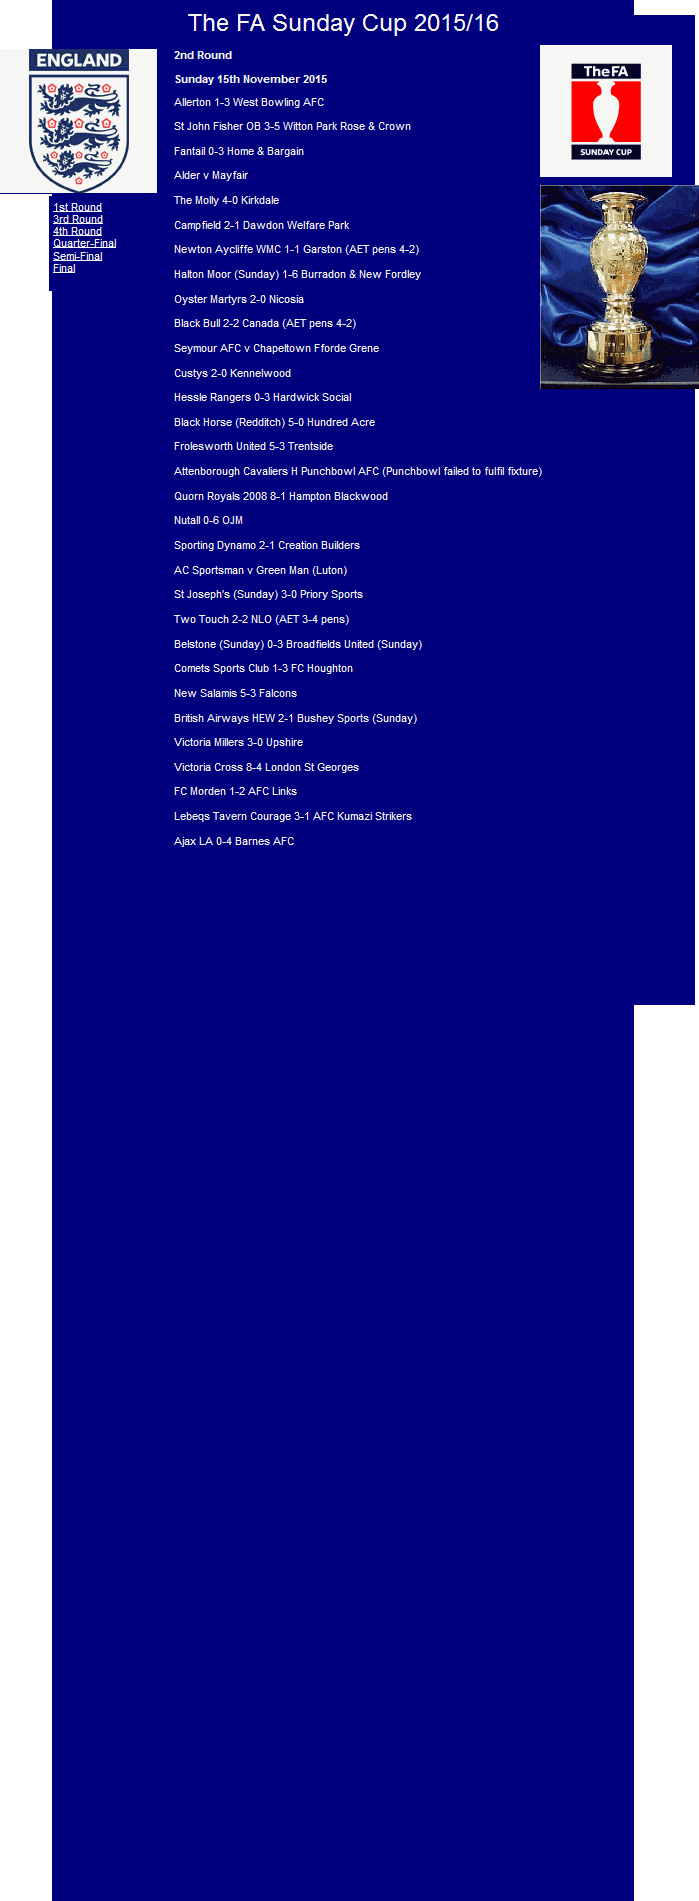 The FA Sunday Cup 2015/16
ENGLAND
1st Round
3rd Round
4th Round
Quarter-Final
Semi-Final
Final
2nd Round
Sunday 15th November 2015
Allerton 1-3 West Bowling AFC
St John Fisher OB 3-5 Witton Park Rose & Crown
Fantail 0-3 Home & Bargain
Alder v Mayfair
The Molly 4-0 Kirkdale
Campfield 2-1 Dawdon Welfare Park
Newton Aycliffe WMC 1-1 Garston (AET pens 4-2)
Halton Moor (Sunday) 1-6 Burradon & New Fordley
Oyster Martyrs 2-0 Nicosia
Black Bull 2-2 Canada (AET pens 4-2)
Seymour AFC v Chapeltown Fforde Grene
Custys 2-0 Kennelwood
Hessle Rangers 0-3 Hardwick Social
Black Horse (Redditch) 5-0 Hundred Acre
Frolesworth United 5-3 Trentside
Attenborough Cavaliers H Punchbowl AFC (Punchbowl failed to fulfil fixture)
Quorn Royals 2008 8-1 Hampton Blackwood
Nutall 0-6 OJM
Sporting Dynamo 2-1 Creation Builders
AC Sportsman v Green Man (Luton)
St Joseph's (Sunday) 3-0 Priory Sports
Two Touch 2-2 NLO (AET 3-4 pens)
Belstone (Sunday) 0-3 Broadfields United (Sunday)
Comets Sports Club 1-3 FC Houghton
New Salamis 5-3 Falcons
British Airways HEW 2-1 Bushey Sports (Sunday)
Victoria Millers 3-0 Upshire
Victoria Cross 8-4 London St Georges
FC Morden 1-2 AFC Links
Lebeqs Tavern Courage 3-1 AFC Kumazi Strikers
Ajax LA 0-4 Barnes AFC
The FA
SUNDAY CUP